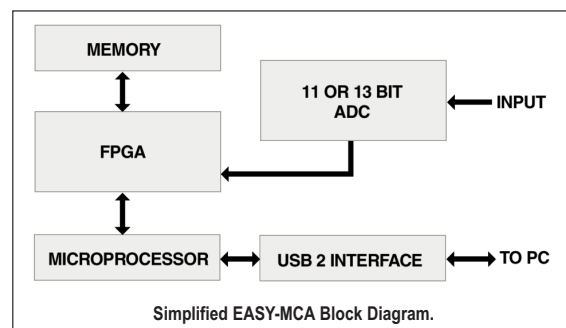 MEMORY
11 OR 13 BIT
ADC
INPUT
FPGA
MICROPROCESSOR
USB 2 INTERFACE
TO PC
Simplified EASY-MCA Block Diagram.